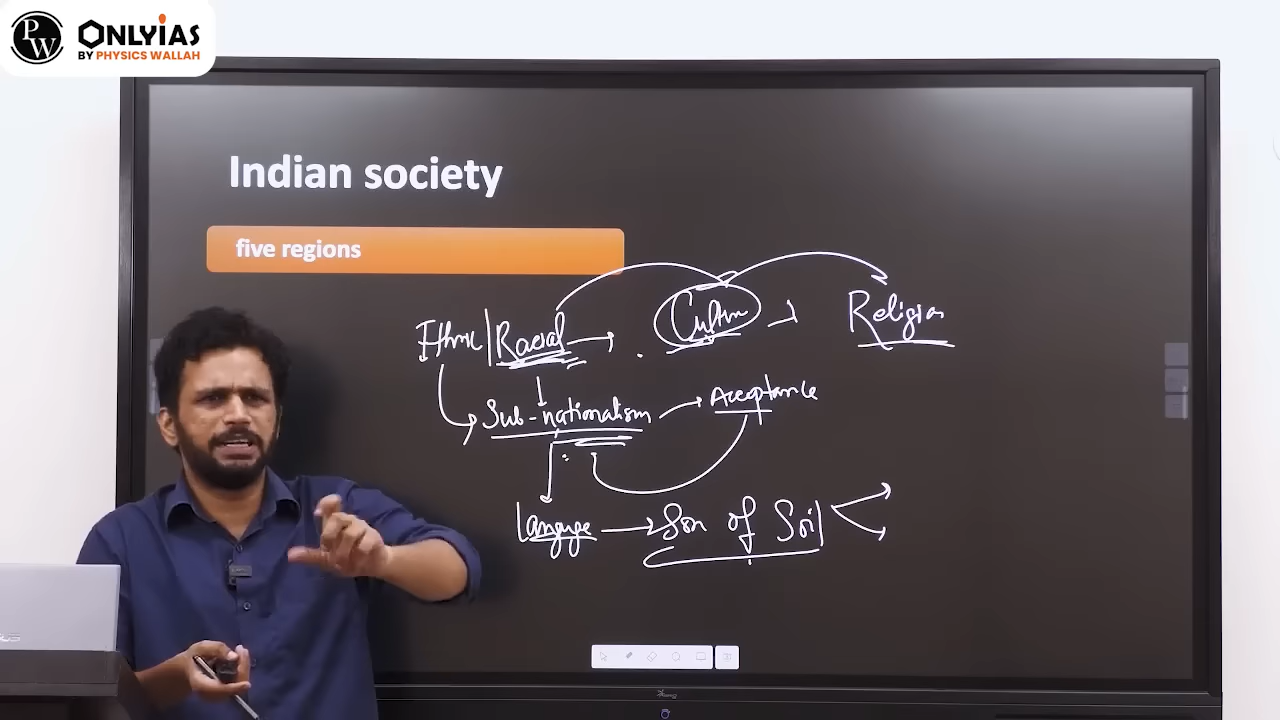 PW
ONLYIAS
BY PHYSICS WALLAH
Indian society
five regions
Ethnic | Racial → Culture → Religion
Sub-nationalism → Acceptance
Language → Son of Soil